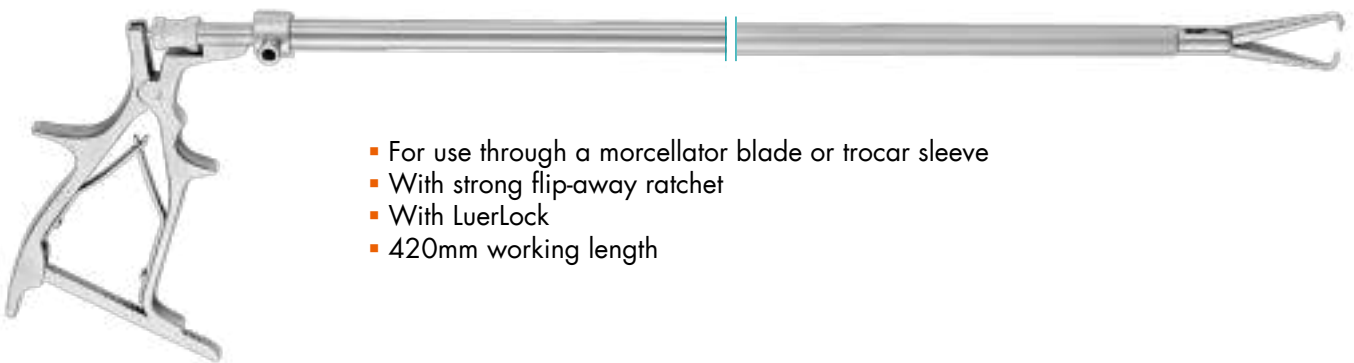 ▪ For use through a morcellator blade or trocar sleeve
▪ With strong flip-away ratchet
▪ With LuerLock
▪ 420mm working length